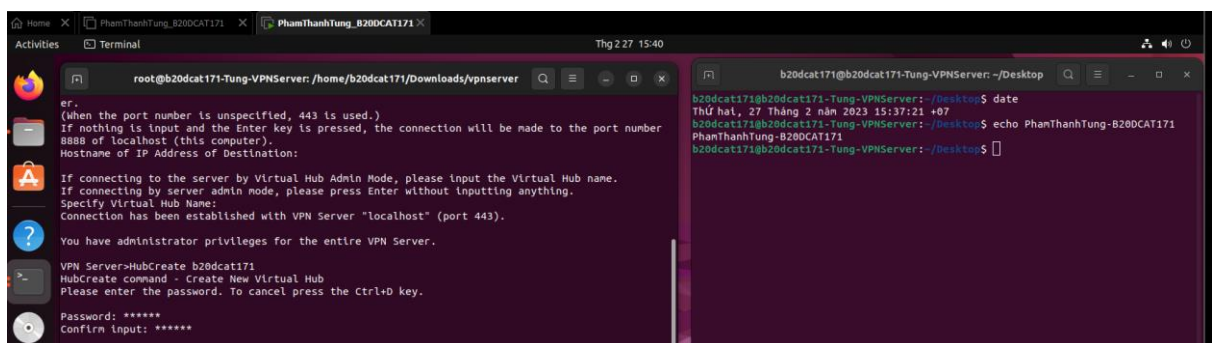 Home
PhamThanhTung_B20DCAT171
PhamThanhTung_B20DCAT171
Activities
Terminal
Thg 2 27 15:40
root@b20dcat171-Tung-VPNServer: /home/b20dcat171/Downloads/vpnserver
er.
(When the port number is unspecified, 443 is used.)
If nothing is input and the Enter key is pressed, the connection will be made to the port number
8888 of localhost (this computer).
Hostname of IP Address of Destination:
If connecting to the server by Virtual Hub Admin Mode, please input the Virtual Hub name.
If connecting by server admin mode, please press Enter without inputting anything.
Specify Virtual Hub Name:
Connection has been established with VPN Server "localhost" (port 443).
You have administrator privileges for the entire VPN Server.
VPN Server>HubCreate b20dcat171
HubCreate command - Create New Virtual Hub
Please enter the password. To cancel press the Ctrl+D key.
Password: ******
Confirm input: ******
b20dcat171@b20dcat171-Tung-VPNServer: ~/Desktop
b20dcat171@b20dcat171-Tung-VPNServer:~/Desktop$ date
Thứ hai, 27 Tháng 2 năm 2023 15:37:21 +07
b20dcat171@b20dcat171-Tung-VPNServer:~/Desktop$ echo PhamThanhTung-B20DCAT171
PhamThanhTung-B20DCAT171
b20dcat171@b20dcat171-Tung-VPNServer:~/Desktop$